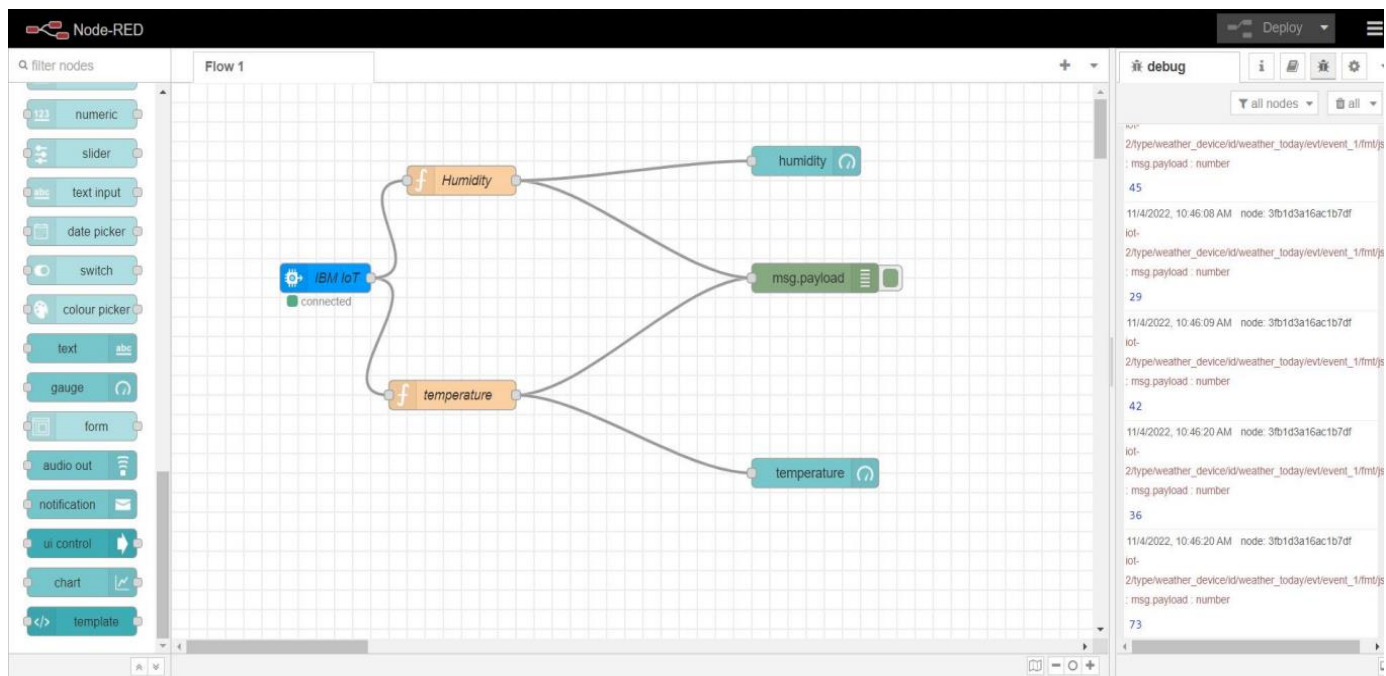 Node-RED
Deploy
filter nodes
Flow 1
debug
i
all nodes
all
123 numeric
slider
abc text input
date picker
switch
colour picker
text abc
gauge
form
audio out
notification
ui control
chart
</> template
f Humidity
humidity
IBM IoT
connected
msg.payload
f temperature
temperature
2/type/weather_device/id/weather_today/evt/event_1/fmt/js
: msg.payload : number
45
11/4/2022, 10:46:08 AM node: 3fb1d3a16ac1b7df
iot-
2/type/weather_device/id/weather_today/evt/event_1/fmt/js
: msg.payload : number
29
11/4/2022, 10:46:09 AM node: 3fb1d3a16ac1b7df
iot-
2/type/weather_device/id/weather_today/evt/event_1/fmt/js
: msg.payload : number
42
11/4/2022, 10:46:20 AM node: 3fb1d3a16ac1b7df
iot-
2/type/weather_device/id/weather_today/evt/event_1/fmt/js
: msg.payload : number
36
11/4/2022, 10:46:20 AM node: 3fb1d3a16ac1b7df
iot-
2/type/weather_device/id/weather_today/evt/event_1/fmt/js
: msg.payload : number
73